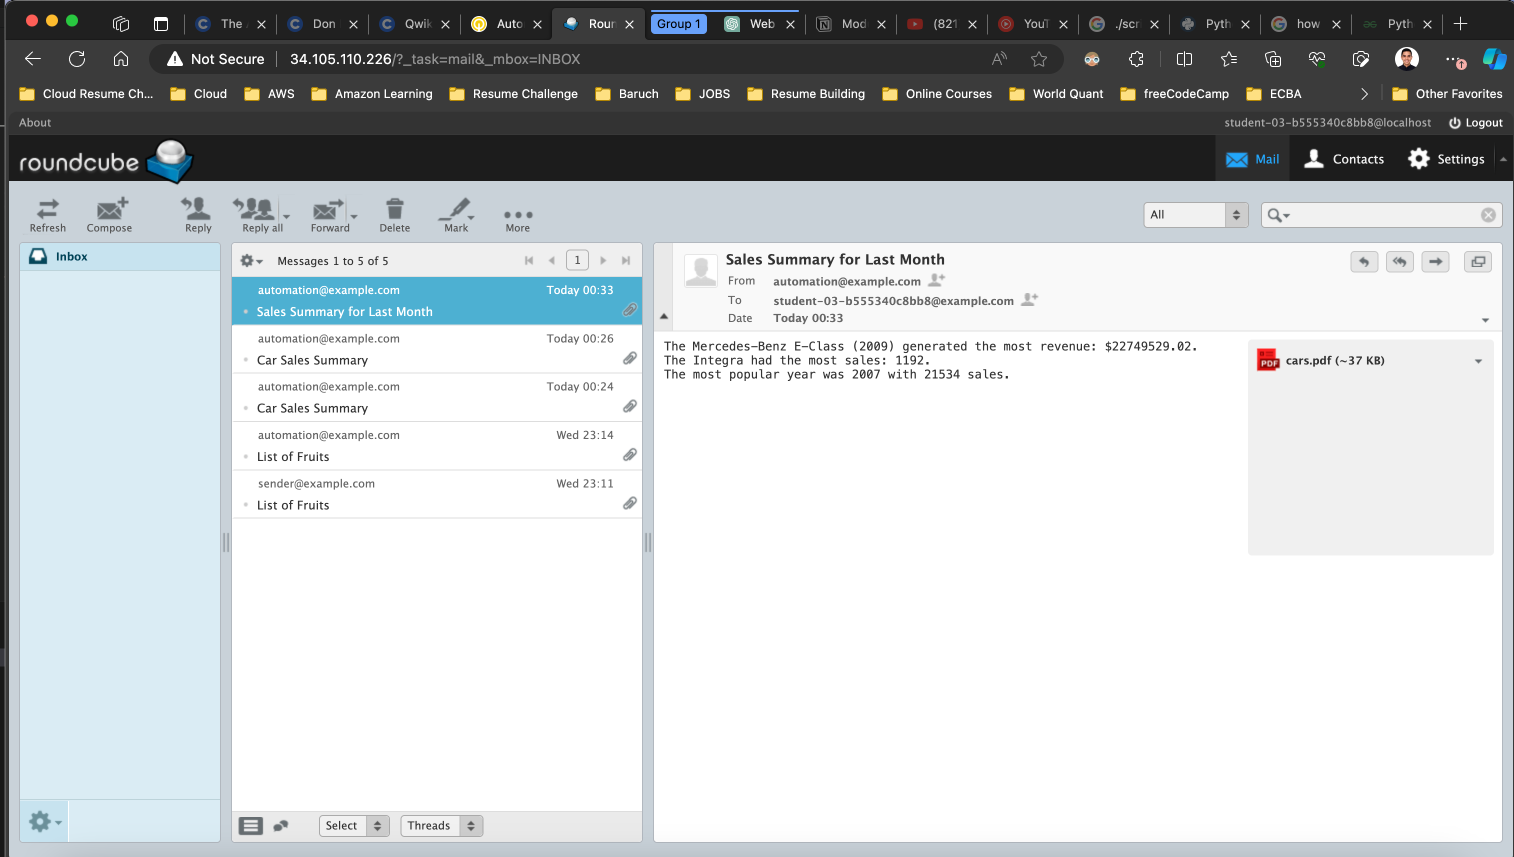 The
Don
Qwik
Auto
Roun
Group 1
Web
Mod
(821
YouT
./scri
Pyth
how
Pyth
Not Secure
34.105.110.226/?_task=mail&_mbox=INBOX
Cloud Resume Ch...
Cloud
AWS
Amazon Learning
Resume Challenge
Baruch
JOBS
Resume Building
Online Courses
World Quant
freeCodeCamp
ECBA
Other Favorites
About
student-03-b555340c8bb8@localhost
Logout
roundcube
Mail
Contacts
Settings
Refresh
Compose
Reply
Reply all
Forward
Delete
Mark
More
All
Inbox
Messages 1 to 5 of 5
1
automation@example.com Today 00:33
Sales Summary for Last Month
automation@example.com Today 00:26
Car Sales Summary
automation@example.com Today 00:24
Car Sales Summary
automation@example.com Wed 23:14
List of Fruits
sender@example.com Wed 23:11
List of Fruits
Select
Threads
Sales Summary for Last Month
From automation@example.com
To student-03-b555340c8bb8@example.com
Date Today 00:33
The Mercedes-Benz E-Class (2009) generated the most revenue: $22749529.02.
The Integra had the most sales: 1192.
The most popular year was 2007 with 21534 sales.
PDF
cars.pdf (~37 KB)